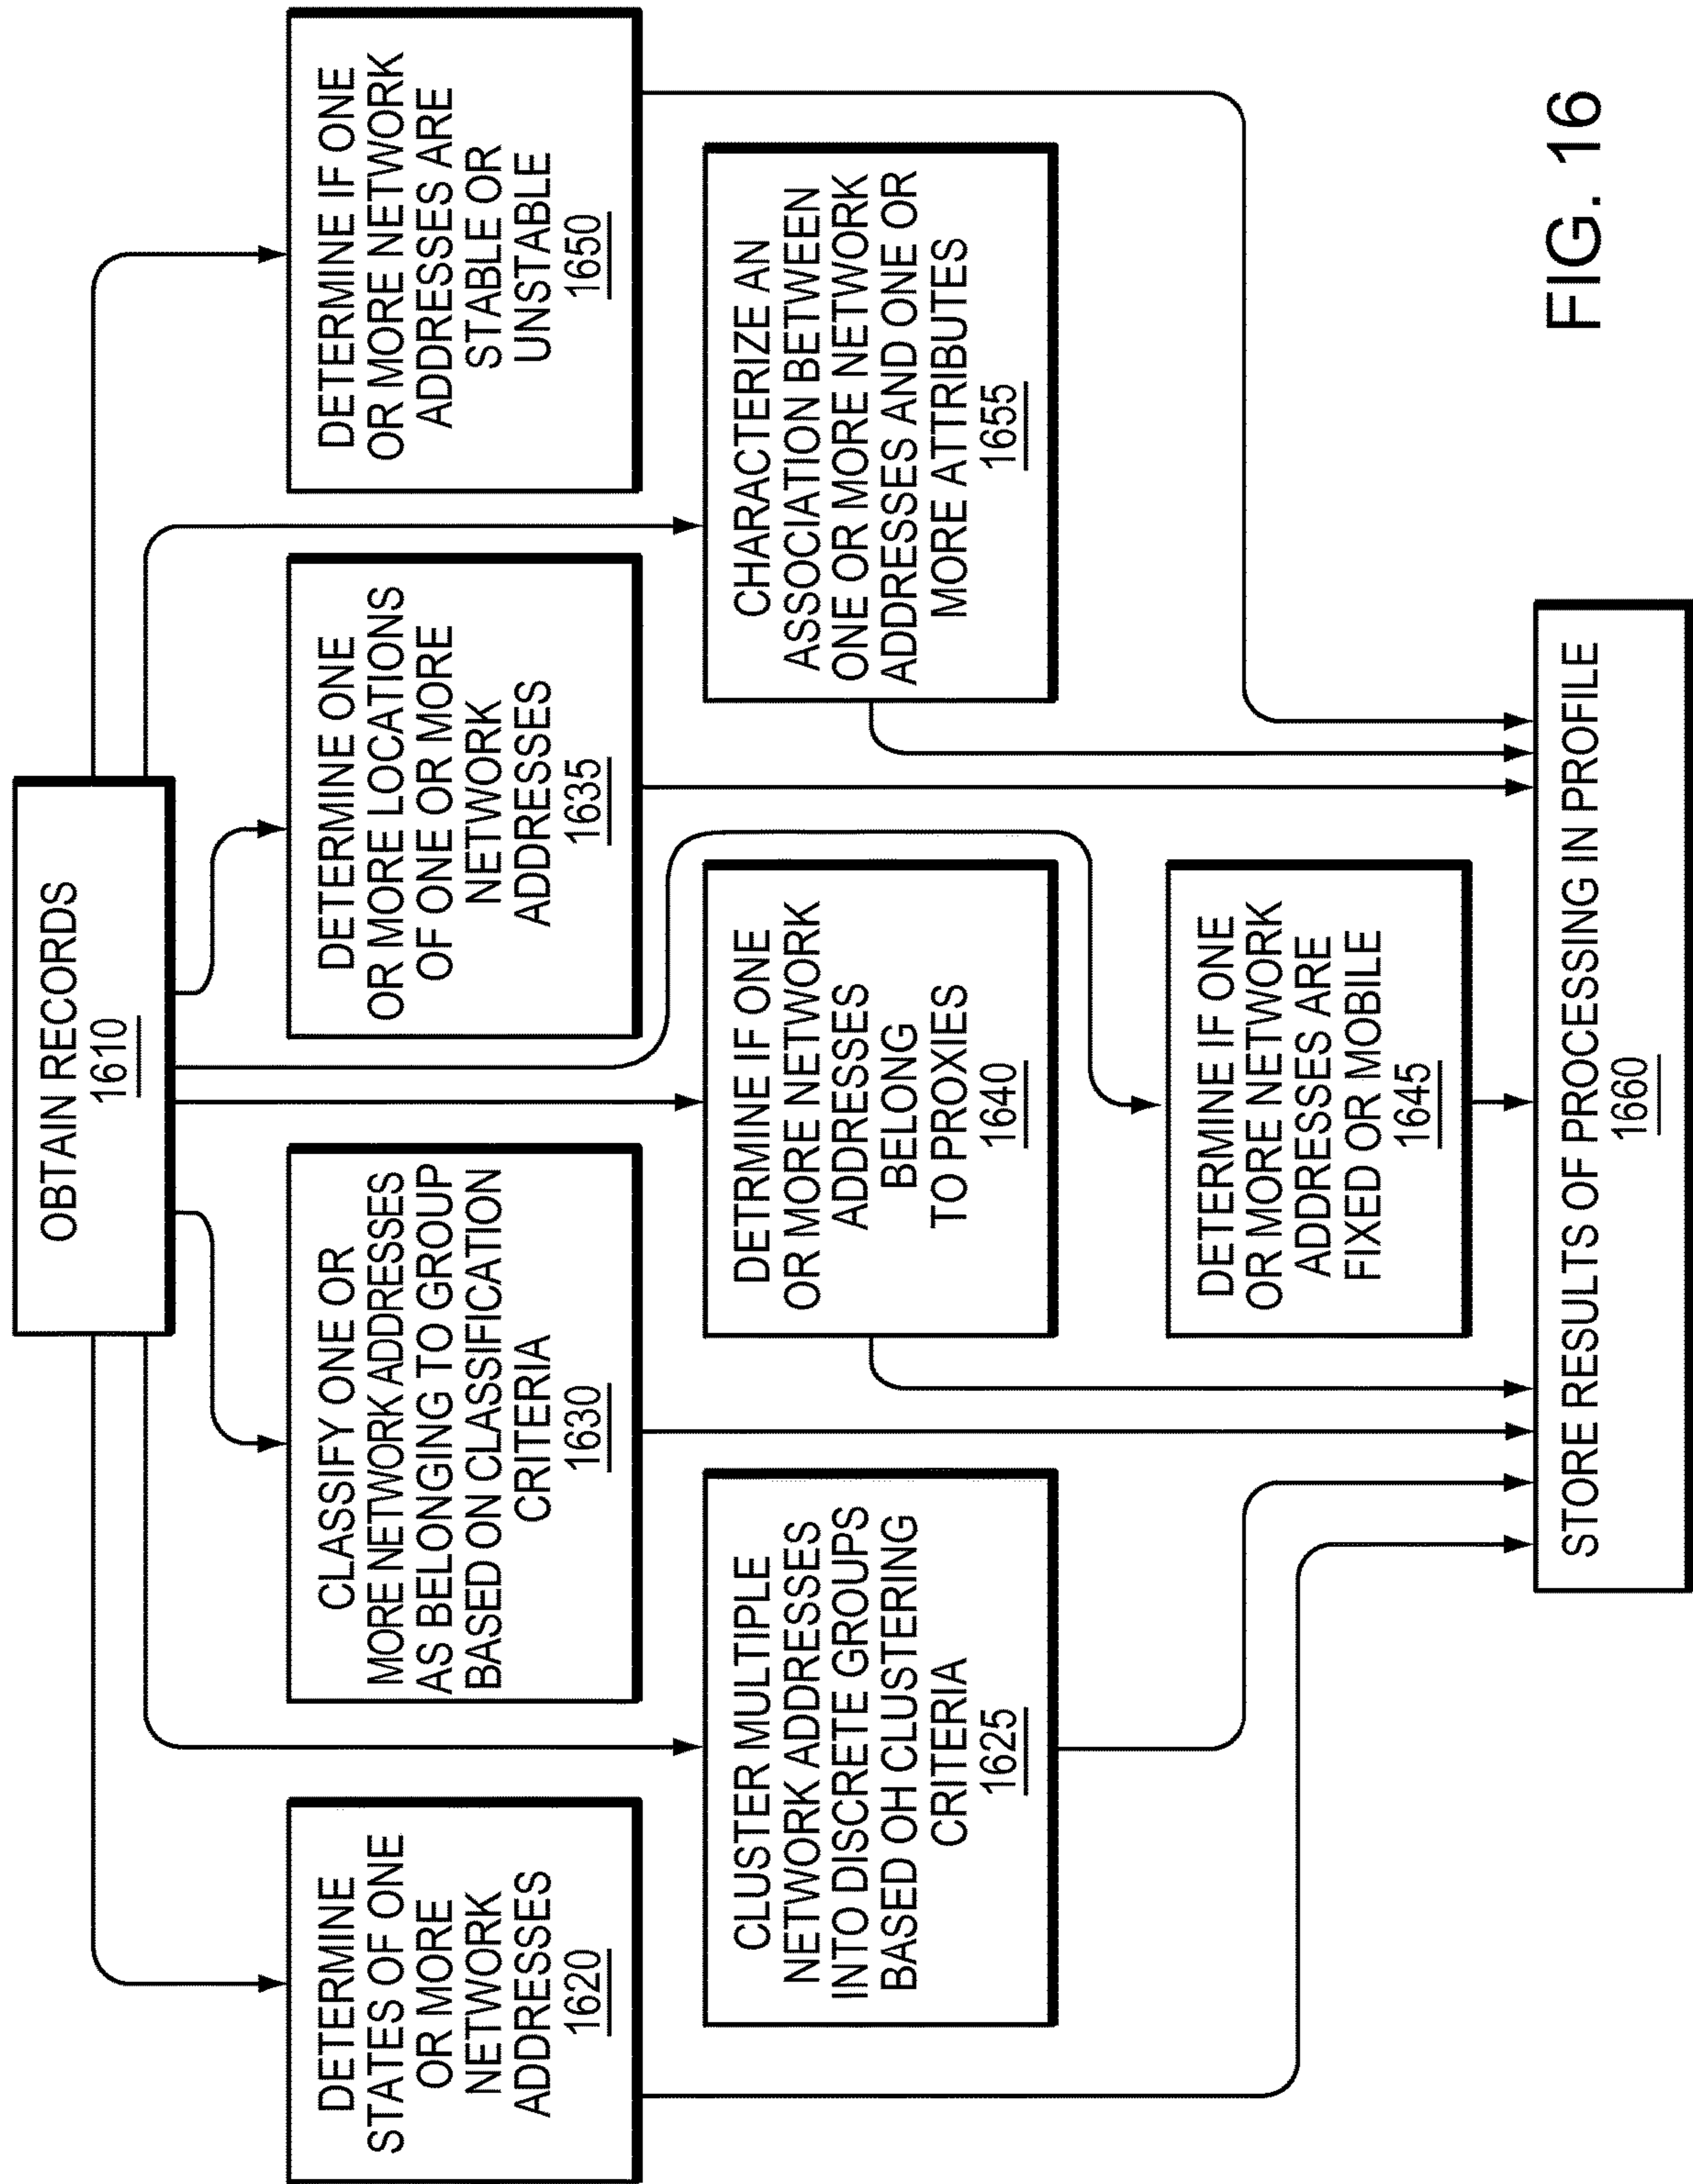 OBTAIN RECORDS
1610
DETERMINE
STATES OF ONE
OR MORE
NETWORK
ADDRESSES
1620
CLASSIFY ONE OR
MORE NETWORK ADDRESSES
AS BELONGING TO GROUP
BASED ON CLASSIFICATION
CRITERIA
1630
DETERMINE ONE
OR MORE LOCATIONS
OF ONE OR MORE
NETWORK
ADDRESSES
1635
DETERMINE IF ONE
OR MORE NETWORK
ADDRESSES ARE
STABLE OR
UNSTABLE
1650
CLUSTER MULTIPLE
NETWORK ADDRESSES
INTO DISCRETE GROUPS
BASED OH CLUSTERING
CRITERIA
1625
DETERMINE IF ONE
OR MORE NETWORK
ADDRESSES
BELONG
TO PROXIES
1640
CHARACTERIZE AN
ASSOCIATION BETWEEN
ONE OR MORE NETWORK
ADDRESSES AND ONE OR
MORE ATTRIBUTES
1655
DETERMINE IF ONE
OR MORE NETWORK
ADDRESS ARE
FIXED OR MOBILE
1645
STORE RESULTS OF PROCESSING IN PROFILE
1660
FIG. 16